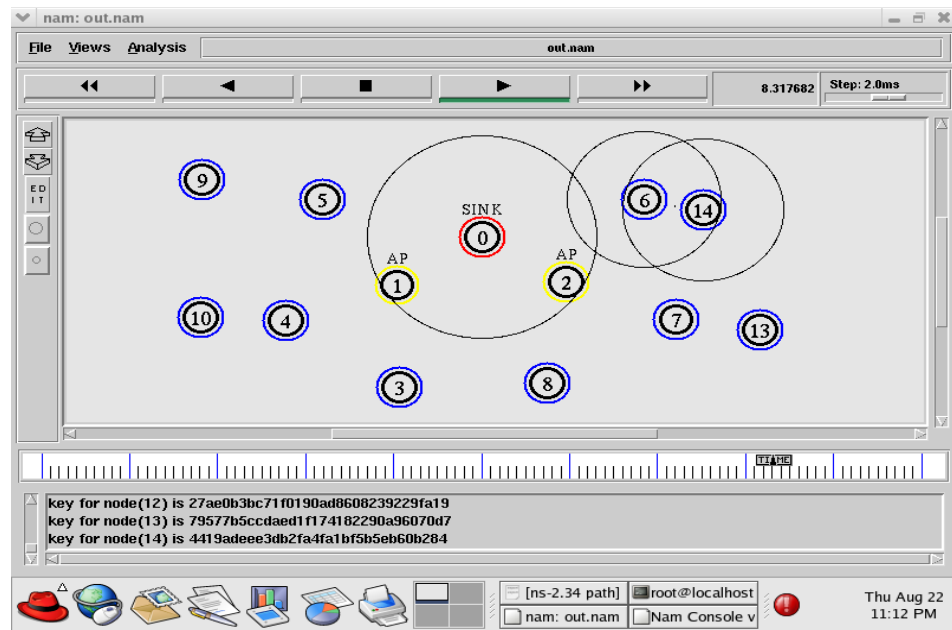 nam: out.nam
File Views Analysis out.nam
8.317682 Step: 2.0ms
ED
IT
9
5
6
14
SINK
0
AP
1
AP
2
10
4
7
13
3
8
TIME
key for node(12) is 27ae0b3bc71f0190ad8608239229fa19
key for node(13) is 79577b5ccdaed1f174182290a96070d7
key for node(14) is 4419adeee3db2fa4fa1bf5b5eb60b284
[ns-2.34 path] root@localhost
nam: out.nam Nam Console v
Thu Aug 22
11:12 PM